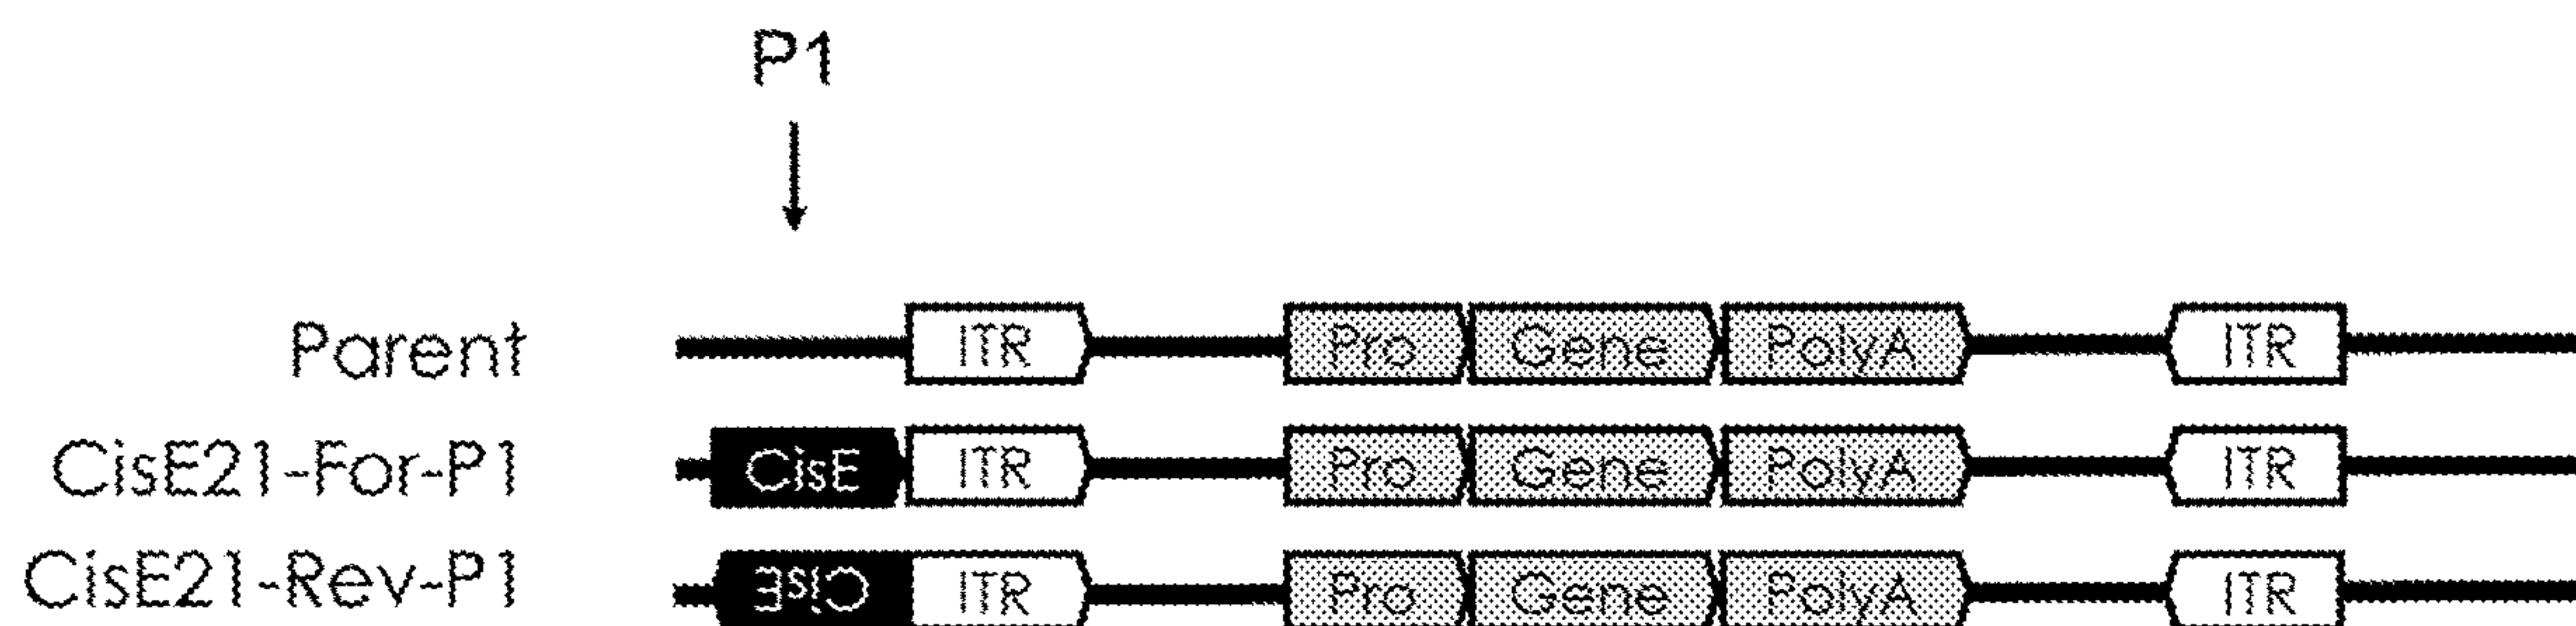 P1
Parent ITR Pro Gene PolyA ITR
CisE21-For-P1 CisE ITR Pro Gene PolyA ITR
CisE21-Rev-P1 CisE ITR Pro Gene PolyA ITR